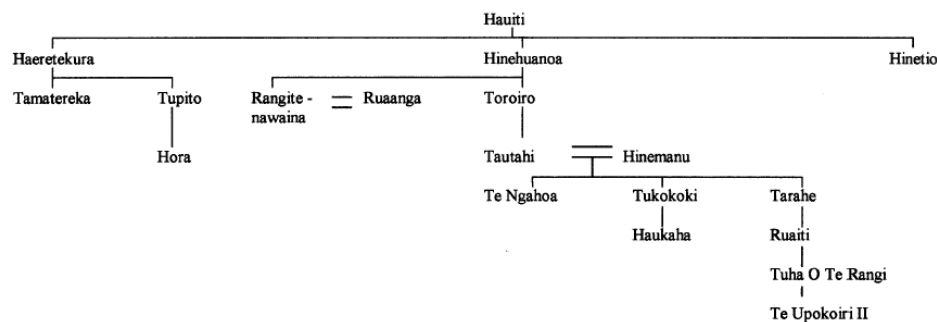 Hauiti
Haeretekura Hinehuanoa Hinetio
Tamatereka Tupito Rangite - Ruaanga Toroiro
nawaina
Hora Tautahi Hinemanu
Te Ngahoa Tukokoki Tarahe
Haukaha Ruaiti
Tuha O Te Rangi
Te Upokoiri II